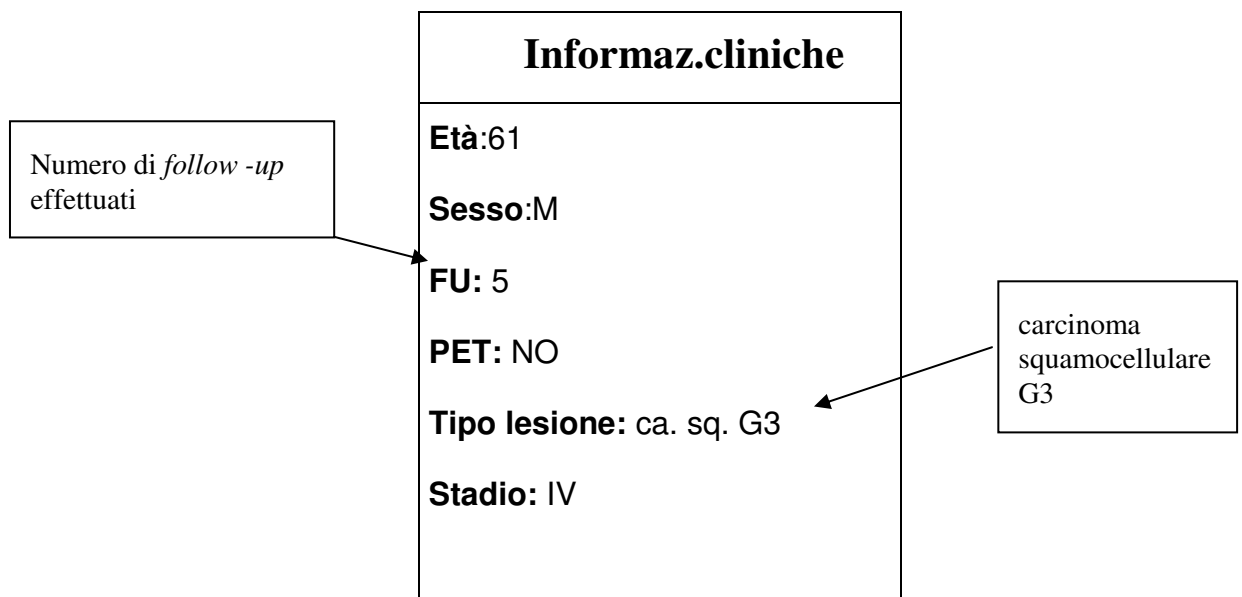 Informaz.cliniche
Numero di follow -up
effettuati
Età:61
Sesso:M
FU: 5
PET: NO
Tipo lesione: ca. sq. G3
Stadio: IV
carcinoma
squamocellulare
G3